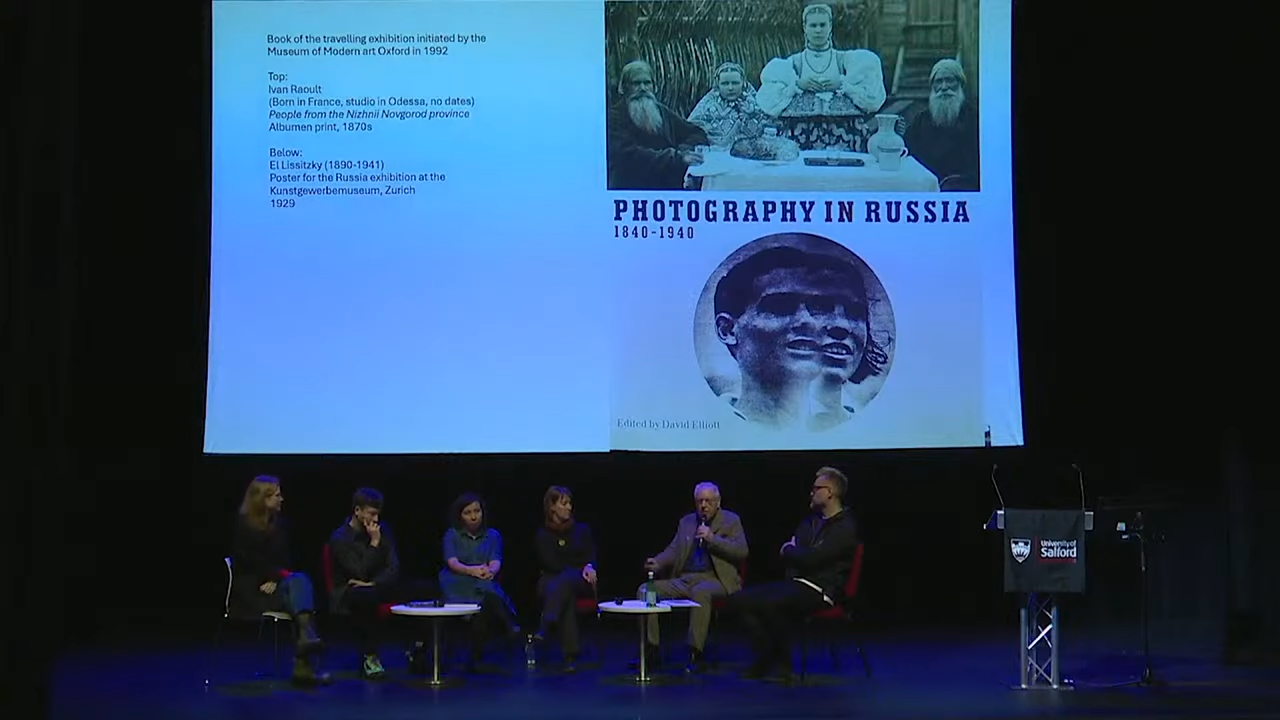 Book of the travelling exhibition initiated by the
Museum of Modern art Oxford in 1992
Top:
Ivan Raoult
(Born in France, studio in Odessa, no dates)
People from the Nizhnii Novgorod province
Albumen print, 1870s
Below:
El Lissitzky (1890-1941)
Poster for the Russia exhibition at the
Kunstgewerbemuseum, Zurich
1929
PHOTOGRAPHY IN RUSSIA
1840-1940
Edited by David Elliott
University of
Salford